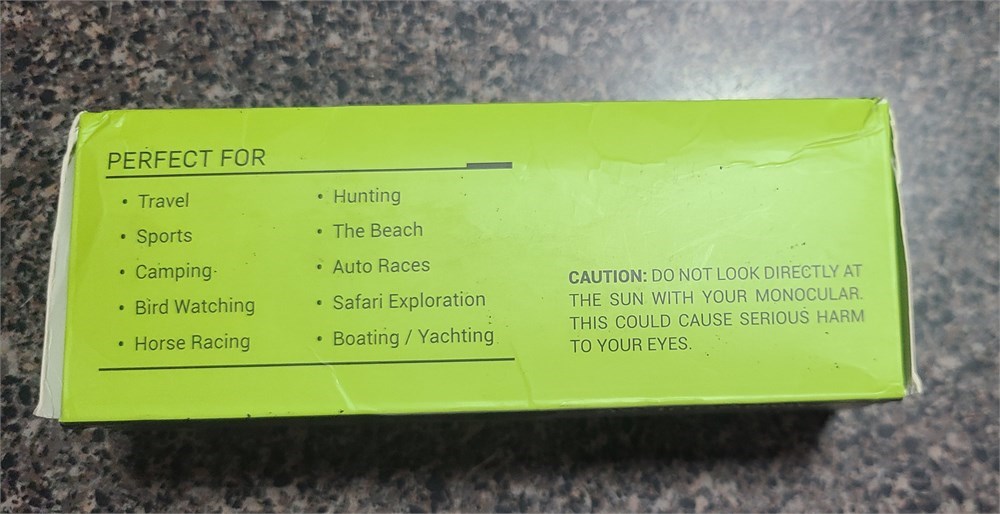 PERFECT FOR
• Travel
• Sports
• Camping
• Bird Watching
• Horse Racing
• Hunting
• The Beach
• Auto Races
• Safari Exploration
• Boating / Yachting
CAUTION: DO NOT LOOK DIRECTLY AT
THE SUN WITH YOUR MONOCULAR.
THIS COULD CAUSE SERIOUS HARM
TO YOUR EYES.